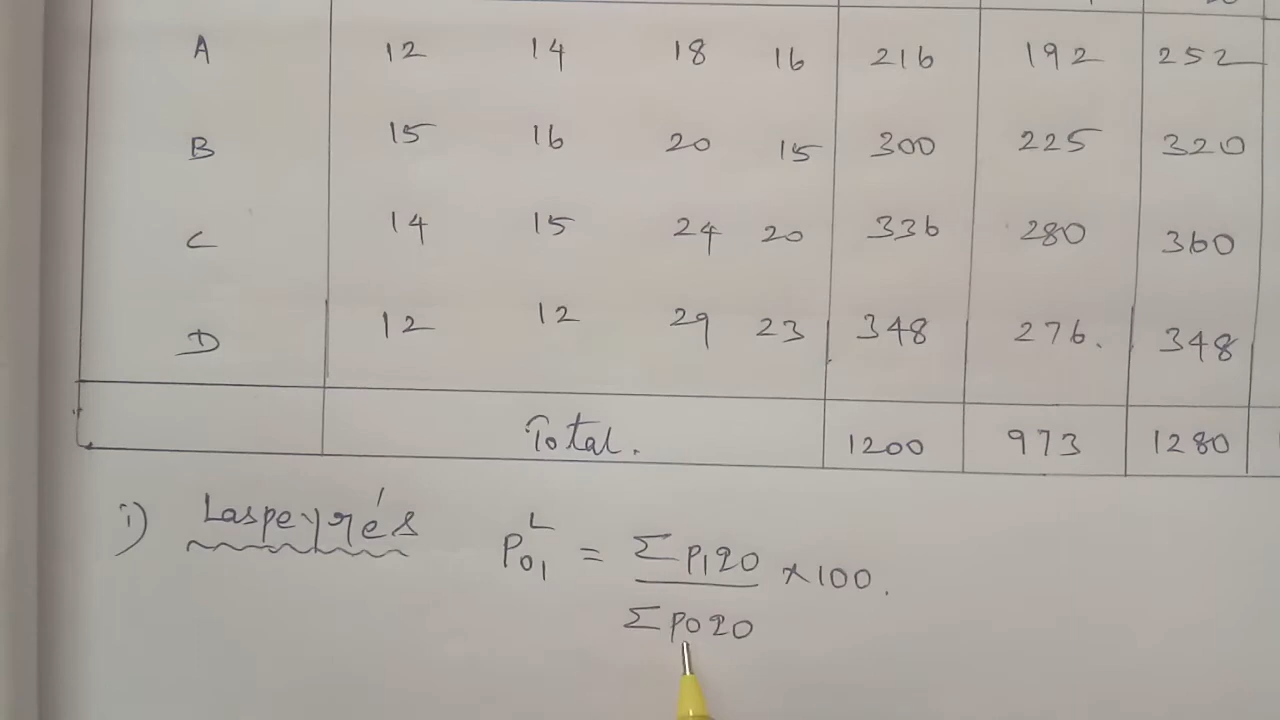 A 12 14 18 16 216 192 252
B 15 16 20 15 300 225 320
C 14 15 24 20 336 280 360
D 12 12 29 23 348 276. 348
Total. 1200 973 1280
i) Laspeyré's P₀₁ᴸ = Σp₁q0 / Σp0q0 × 100.